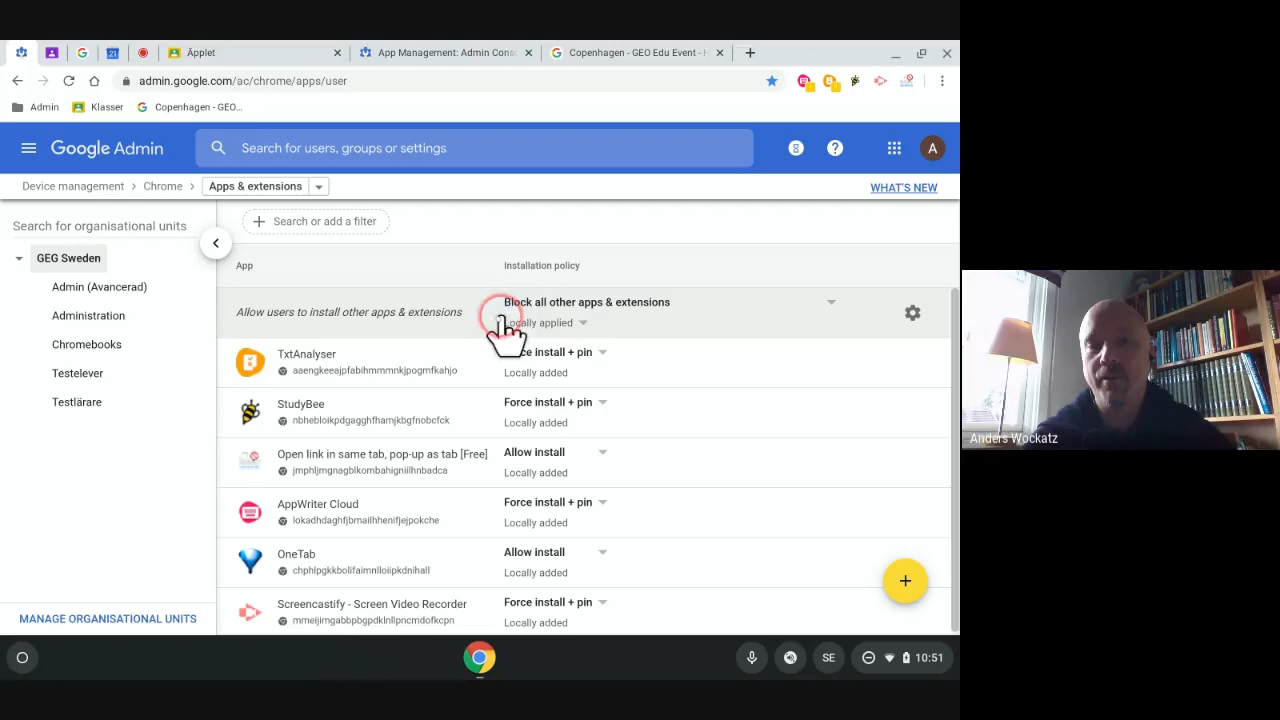 Äpplet
App Management: Admin Conso
Copenhagen - GEO Edu Event - H
admin.google.com/ac/chrome/apps/user
Admin
Klasser
Copenhagen - GEO...
Google Admin
Search for users, groups or settings
A
Device management
Chrome
Apps & extensions
WHAT'S NEW
Search for organisational units
GEG Sweden
Admin (Avancerad)
Administration
Chromebooks
Testelever
Testlärare
MANAGE ORGANISATIONAL UNITS
Search or add a filter
App
Installation policy
Allow users to install other apps & extensions
Block all other apps & extensions
Locally applied
TxtAnalyser
Force install + pin
aaengkeeajpfabihmmmnkjpogmfkahjo
Locally added
StudyBee
Force install + pin
nbhebloikpdgagghfhamjkbgfnobcfck
Locally added
Open link in same tab, pop-up as tab [Free]
Allow install
jmphljmgnagblkombahigniilhnbadca
Locally added
AppWriter Cloud
Force install + pin
lokadhdaghfjbmailhhenifjejpokche
Locally added
OneTab
Allow install
chphlpgkkbolifaimnlloiipkdnihall
Locally added
Screencastify - Screen Video Recorder
Force install + pin
mmeijimgabbpbgpdklnllpncmdofkcpn
Locally added
SE
10:51
Anders Wockatz